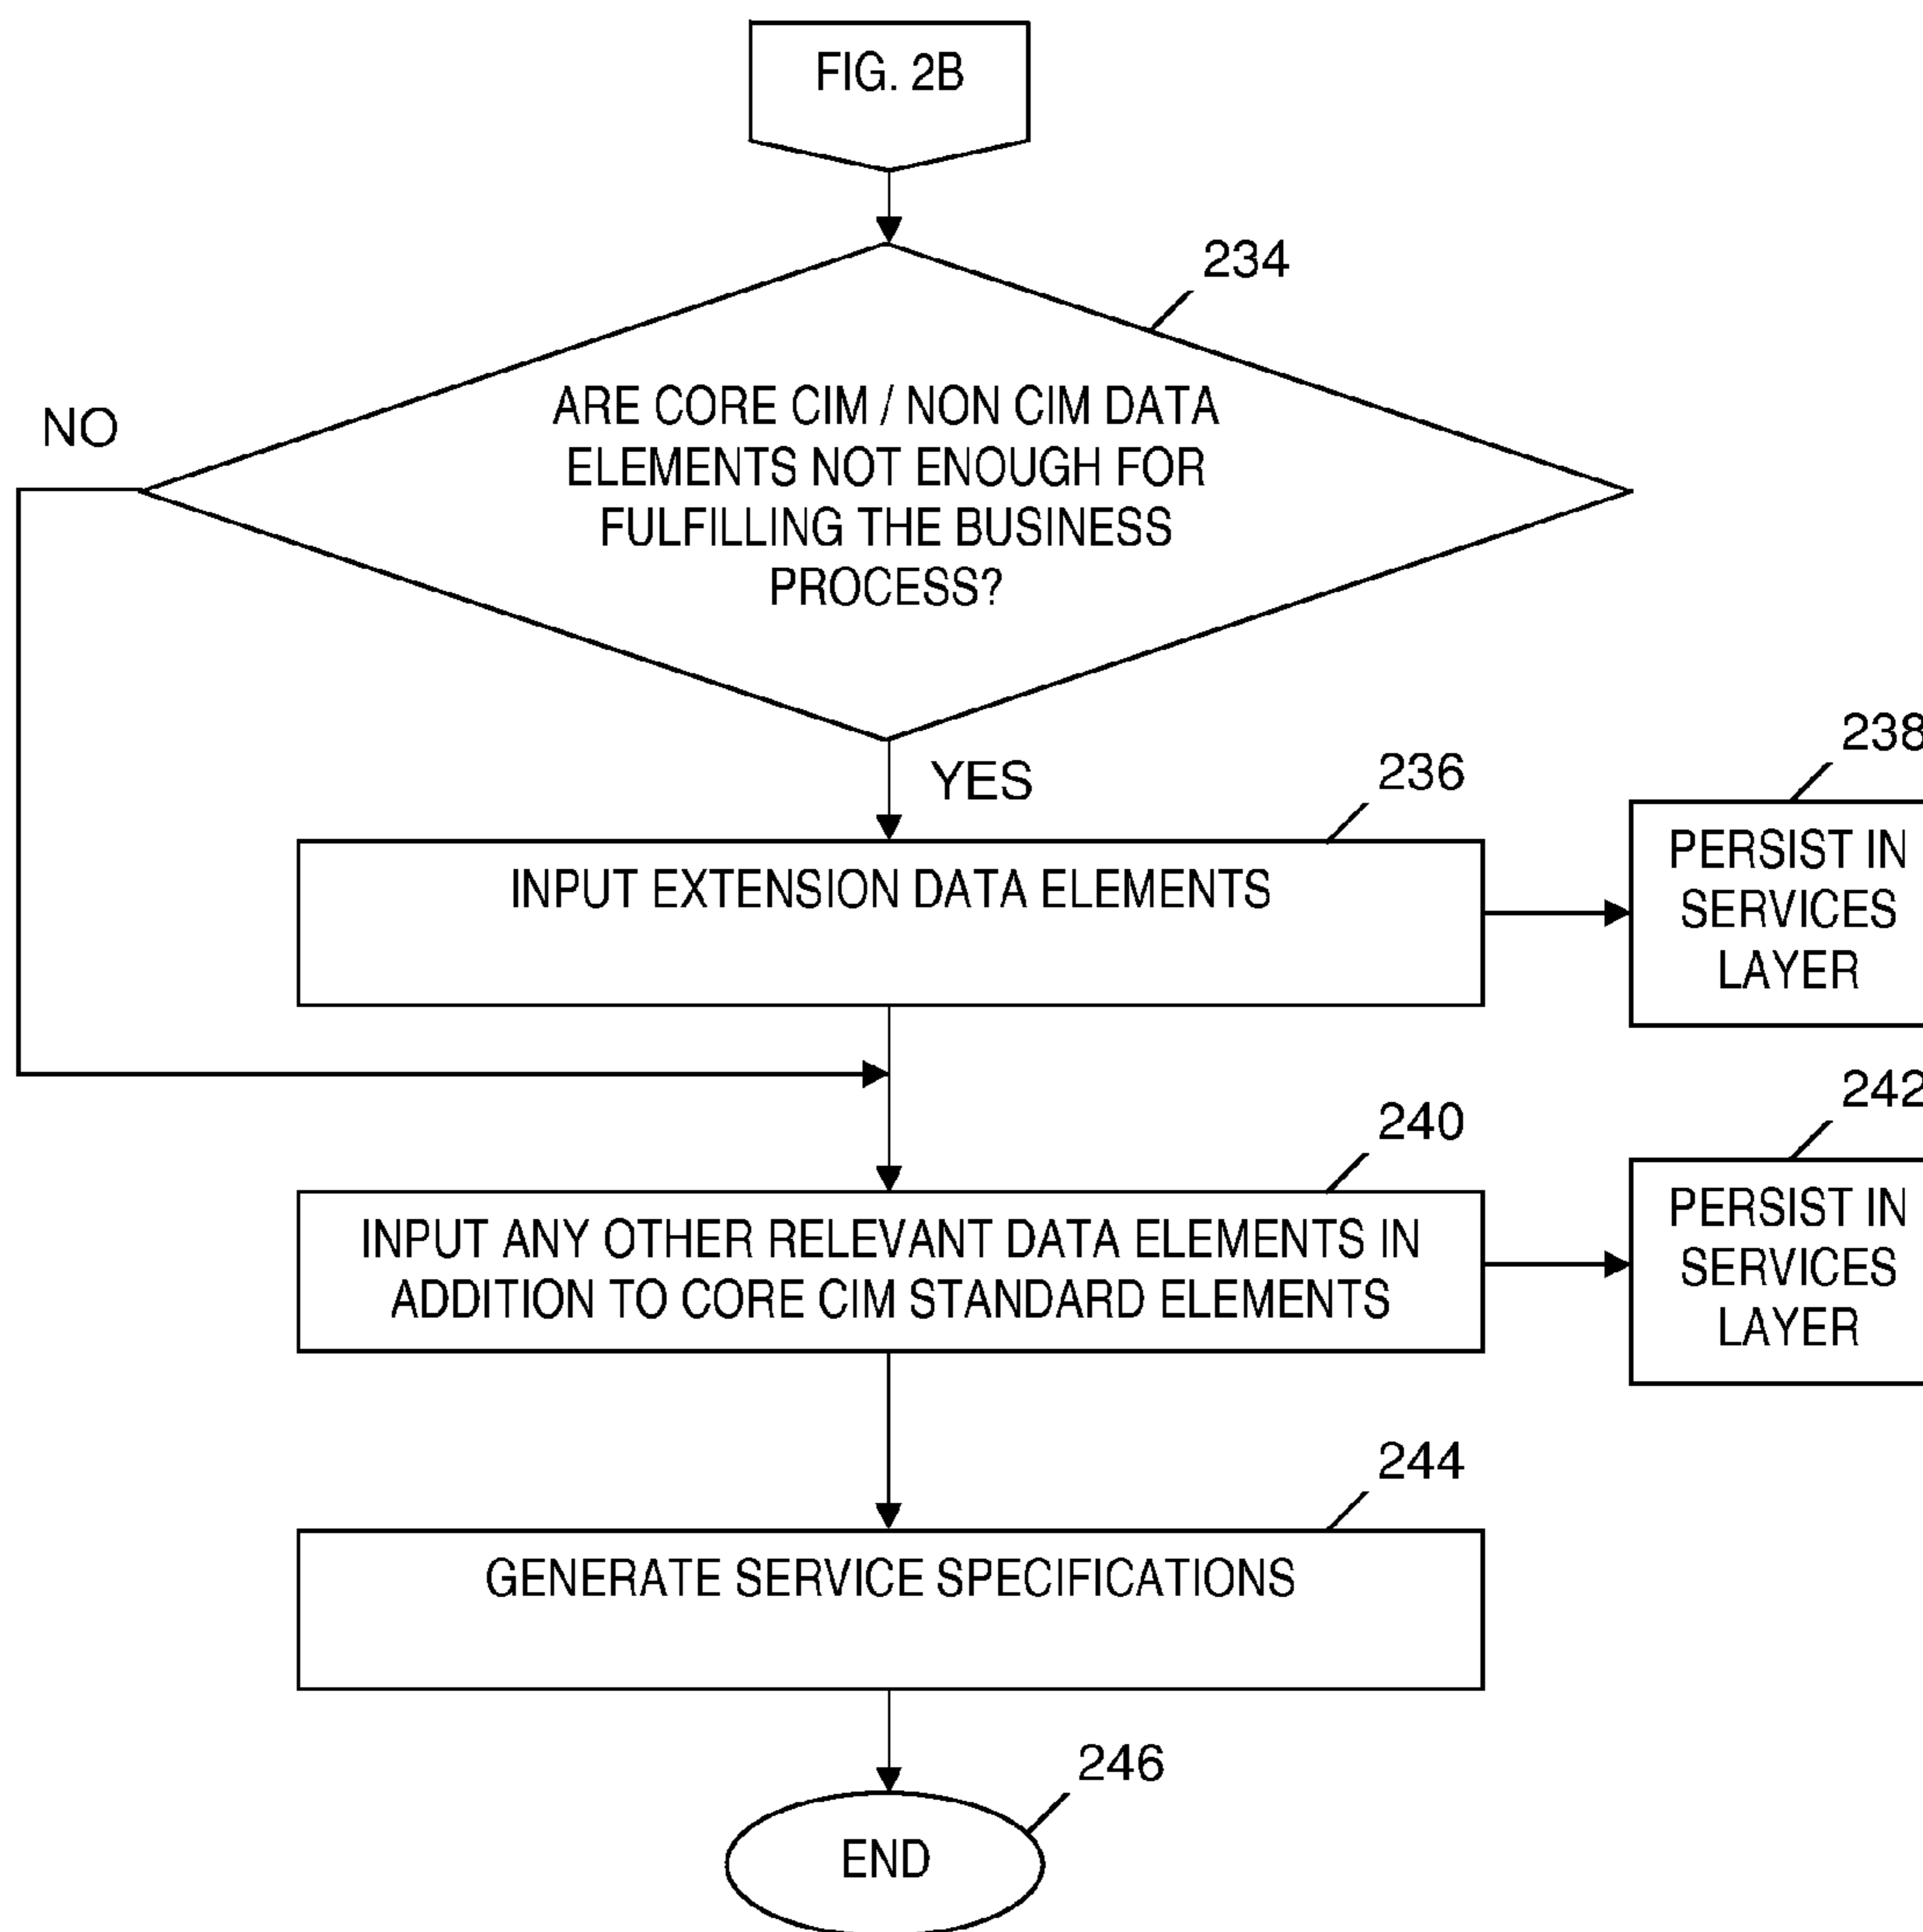 FIG. 2B
234
ARE CORE CIM / NON CIM DATA
ELEMENTS NOT ENOUGH FOR
FULFILLING THE BUSINESS
PROCESS?
NO
YES
236
INPUT EXTENSION DATA ELEMENTS
238
PERSIST IN
SERVICES
LAYER
240
INPUT ANY OTHER RELEVANT DATA ELEMENTS IN
ADDITION TO CORE CIM STANDARD ELEMENTS
242
PERSIST IN
SERVICES
LAYER
244
GENERATE SERVICE SPECIFICATIONS
246
END